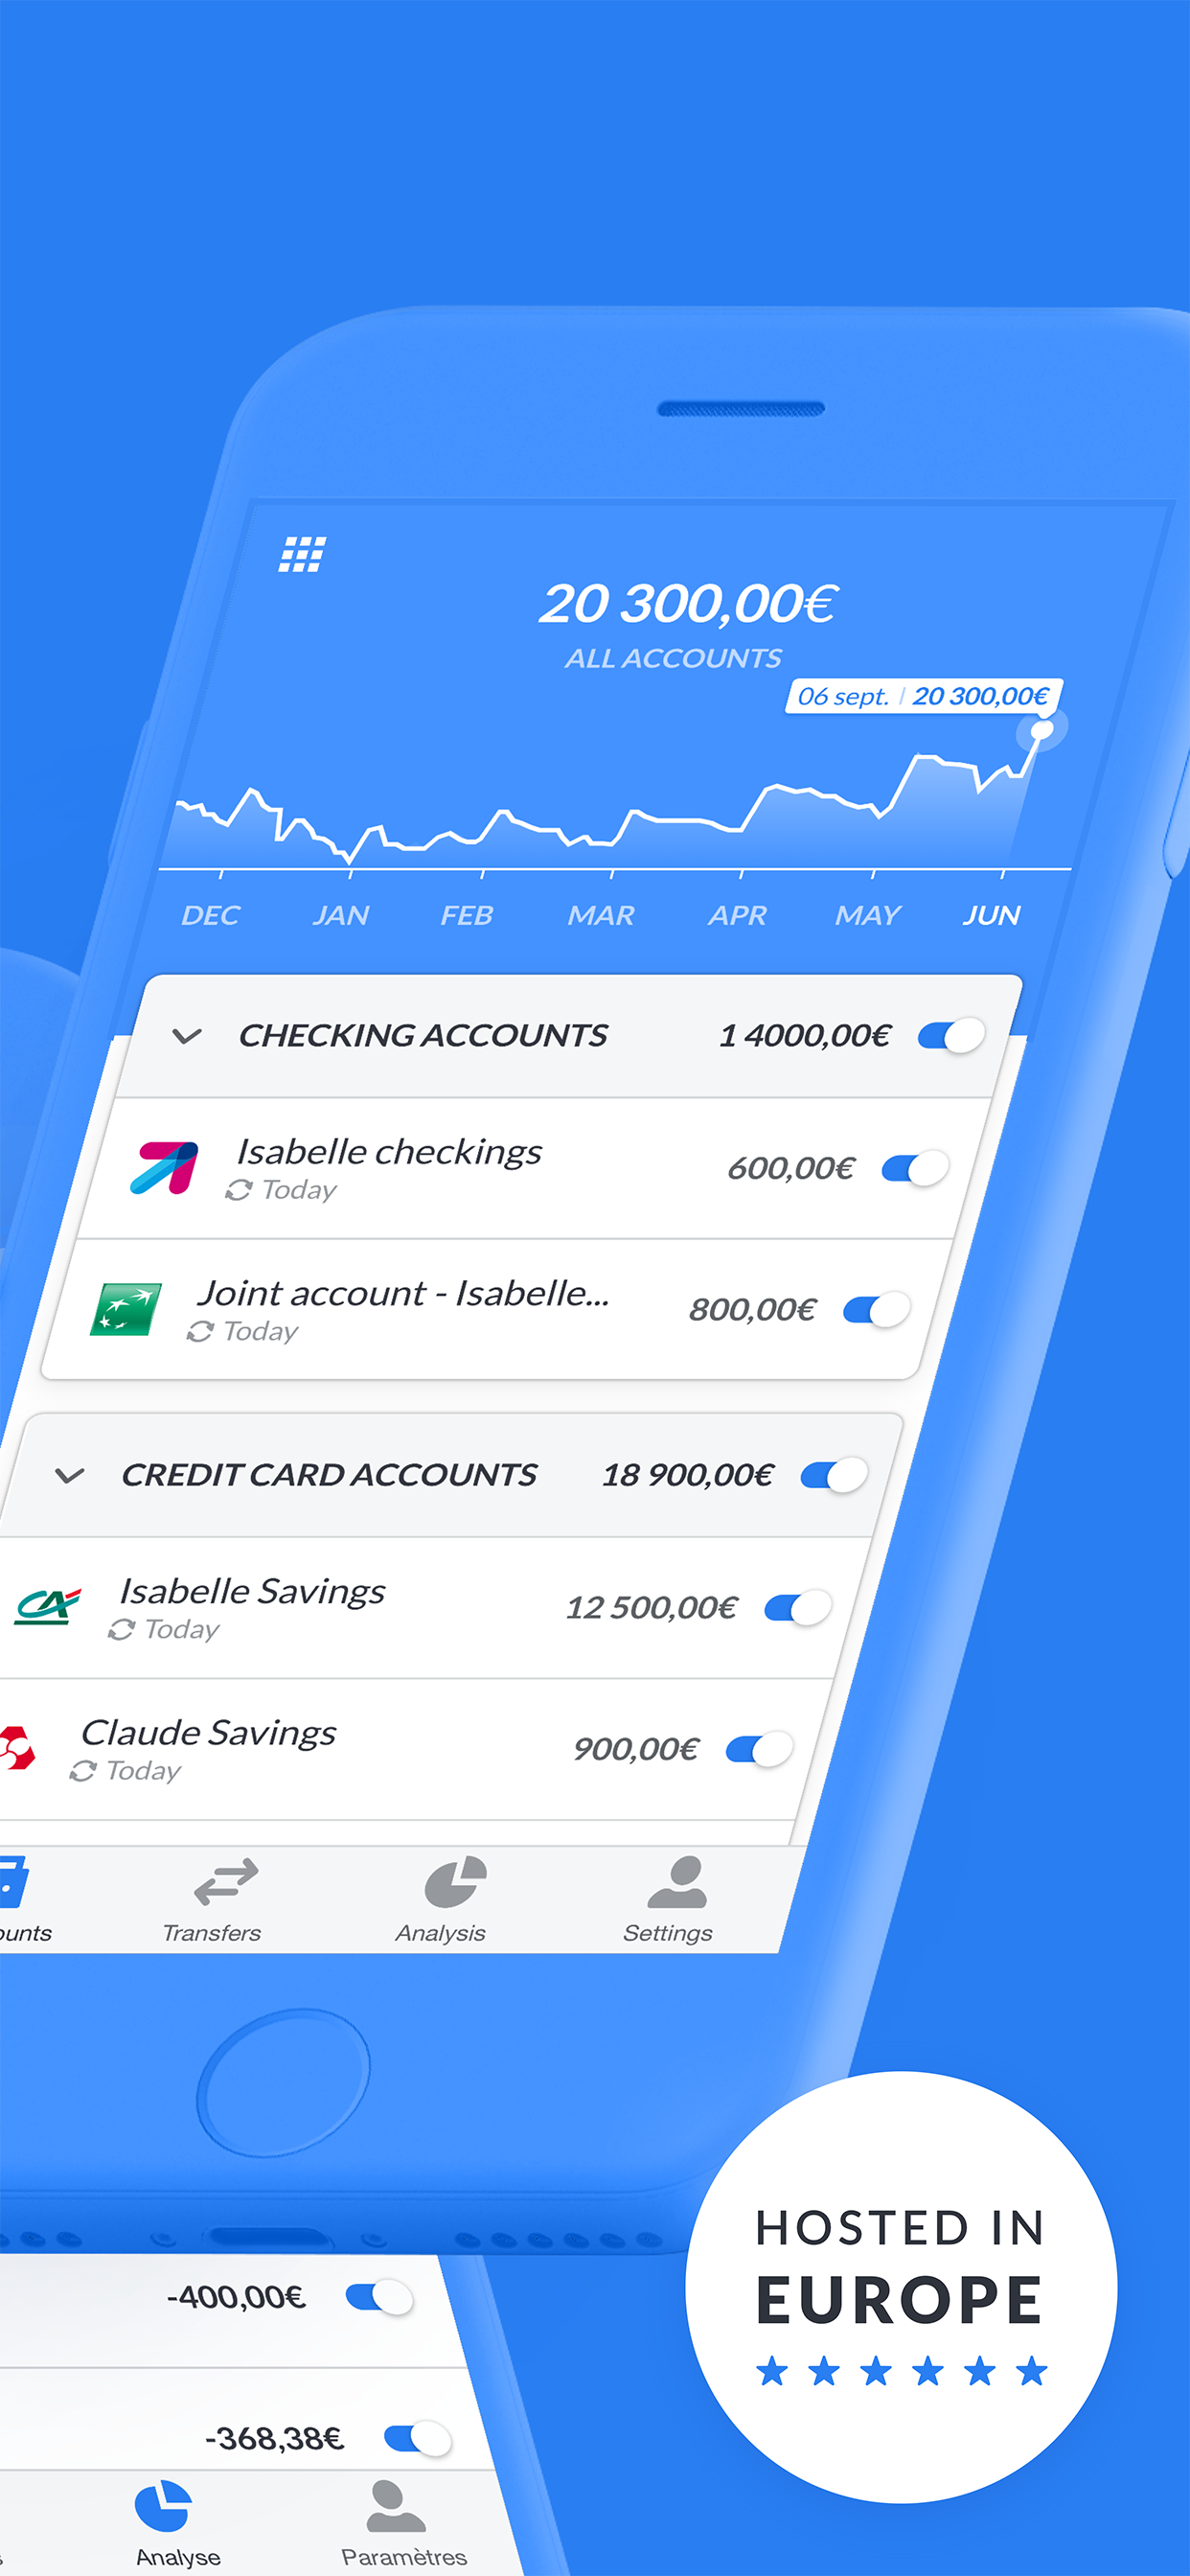 20 300,00€
ALL ACCOUNTS
06 sept. | 20 300,00€
DEC JAN FEB MAR APR MAY JUN
CHECKING ACCOUNTS 1 4000,00€
Isabelle checkings 600,00€
Today
Joint account - Isabelle... 800,00€
Today
CREDIT CARD ACCOUNTS 18 900,00€
CA
Isabelle Savings 12 500,00€
Today
Claude Savings 900,00€
Today
Transfers Analysis Settings
HOSTED IN
EUROPE
-400,00€
-368,38€
Analyse Paramètres